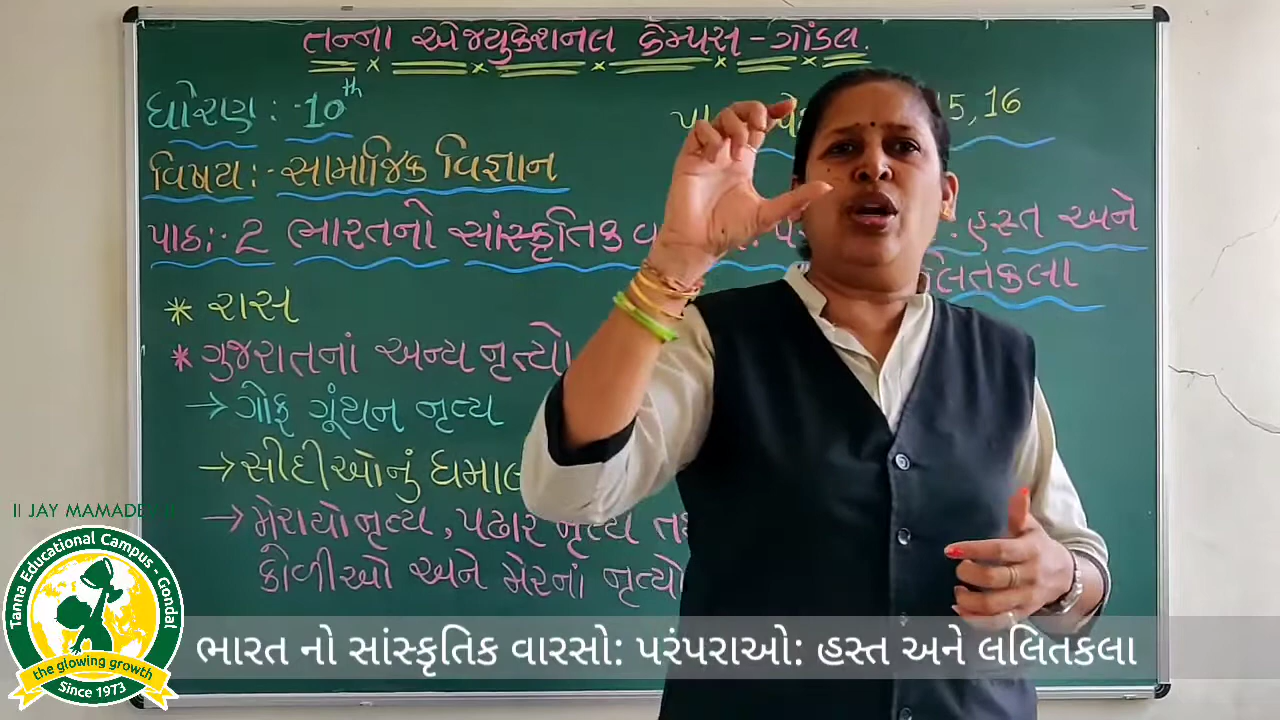 તન્ના એજ્યુકેશનલ કેમ્પસ - ગોંડલ.
ધોરણ : - 10th
15, 16
વિષય :- સામાજિક વિજ્ઞાન
પાઠ :- 2 ભારતનો સાંસ્કૃતિક
: હસ્ત અને
લલિતકલા
* રાસ
* ગુજરાતનાં અન્ય નૃત્યો
→ ગોફ ગૂંથન નૃત્ય
→ સીદીઓનું ધમાલ
→ મેરાયો નૃત્ય , પઢાર નૃત્ય
કોળીઓ અને મેરનાં નૃત્યો
II JAY MAMADEV II
Tanna Educational Campus - Gondal
the glowing growth
Since 1973
ભારત નો સાંસ્કૃતિક વારસો: પરંપરાઓ: હસ્ત અને લલિતકલા